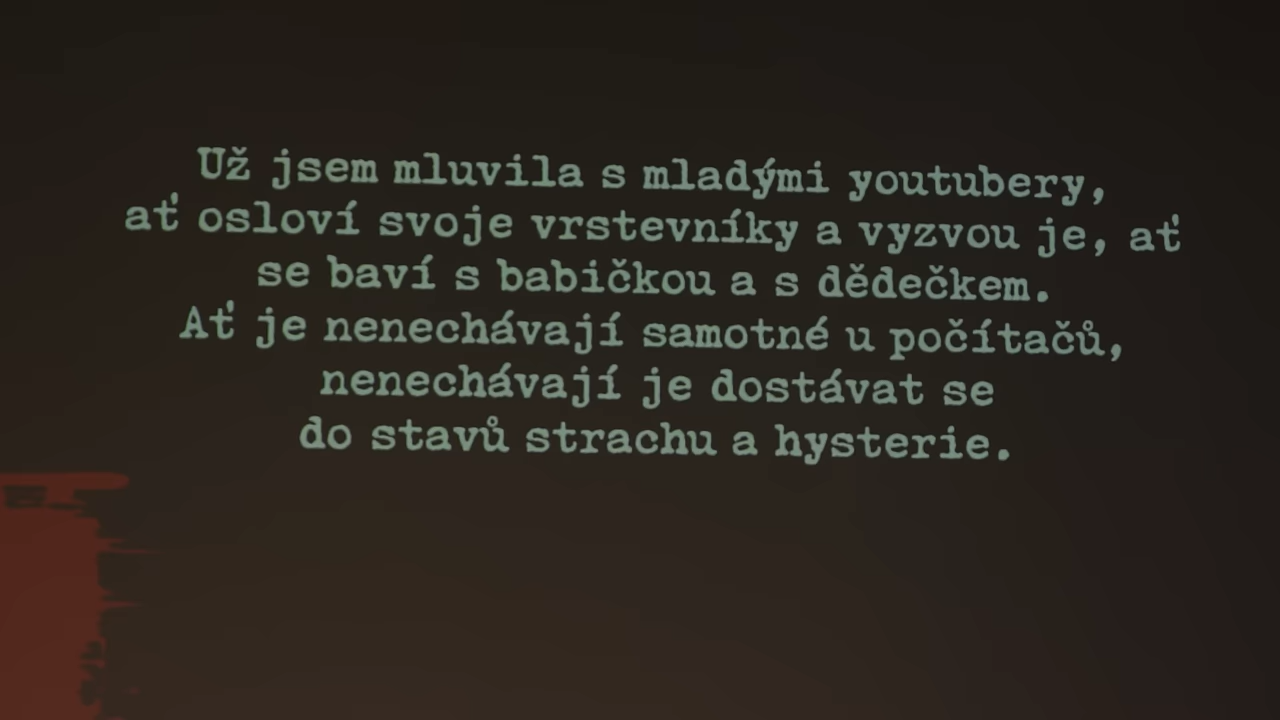 Už jsem mluvila s mladými youtubery,
ať osloví svoje vrstevníky a vyzvou je, ať
se baví s babičkou a s dědečkem.
Ať je nenechávají samotné u počítačů,
nenechávají je dostávat se
do stavů strachu a hysterie.